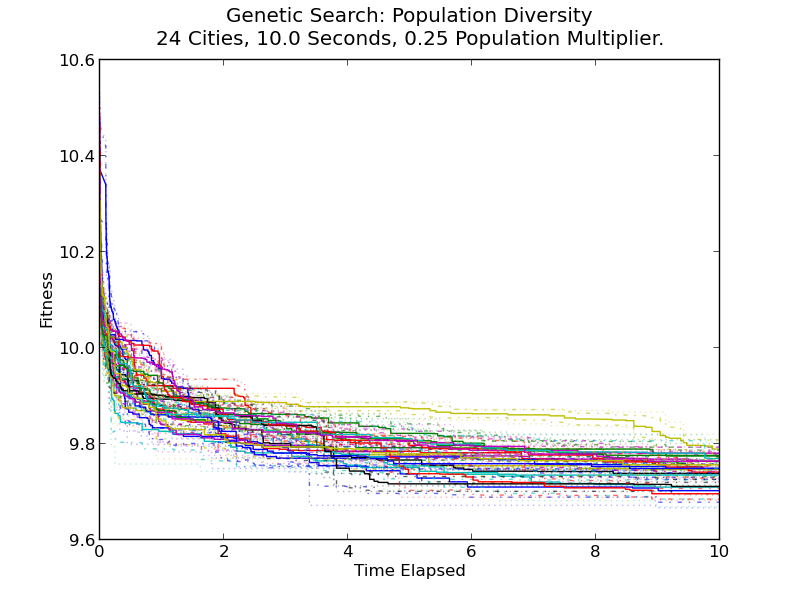 Genetic Search: Population Diversity
24 Cities, 10.0 Seconds, 0.25 Population Multiplier.
10.6
10.4
10.2
10.0
9.8
9.6
Fitness
0 2 4 6 8 10
Time Elapsed